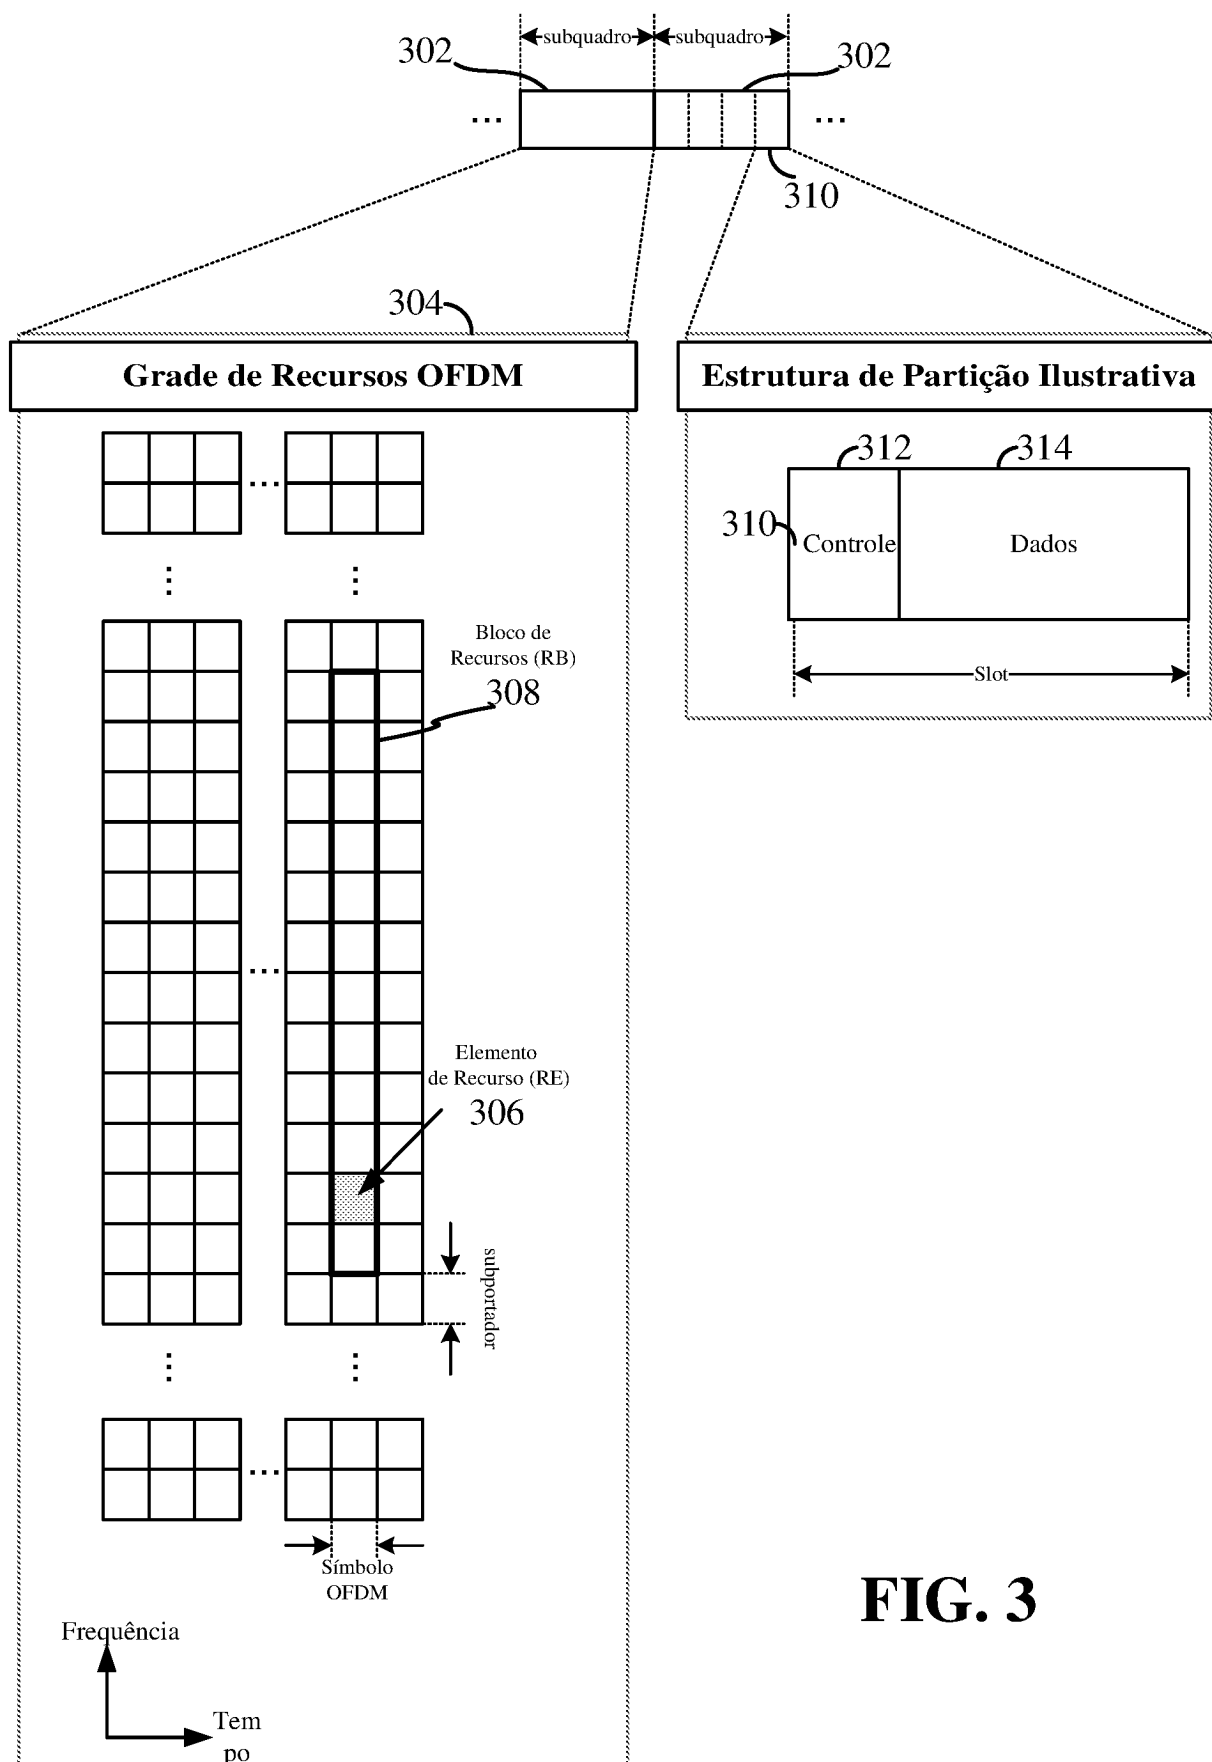 subquadro subquadro
302 302
... ...
310
304
Grade de Recursos OFDM Estrutura de Partição Ilustrativa
312 314
310 Controle Dados
Slot
Bloco de
Recursos (RB)
308
Elemento
de Recurso (RE)
306
subportador
Símbolo
OFDM
FIG. 3
Frequência
Tem
po